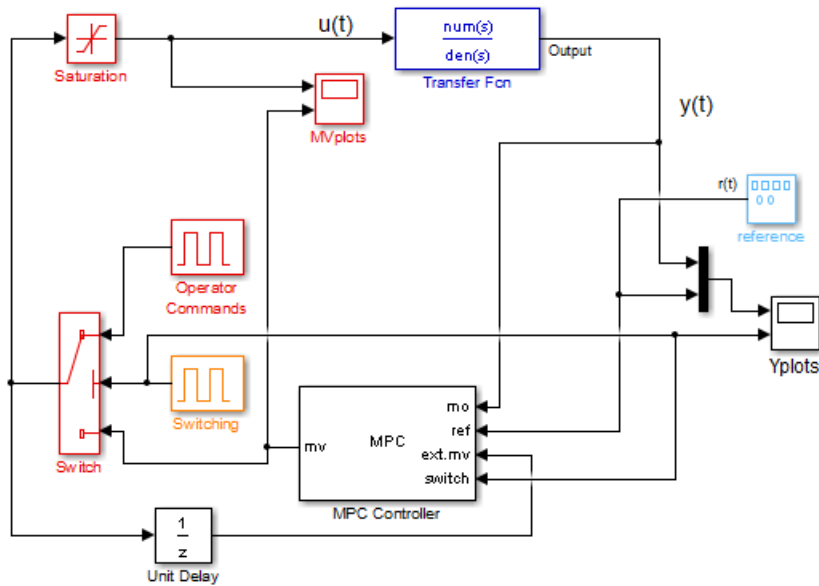 u(t)
num(s)
den(s)
Output
Transfer Fcn
Saturation
MVplots
y(t)
r(t)
reference
Operator
Commands
Yplots
Switching
Switch
mv
MPC
mo
ref
ext.mv
switch
MPC Controller
1
z
Unit Delay